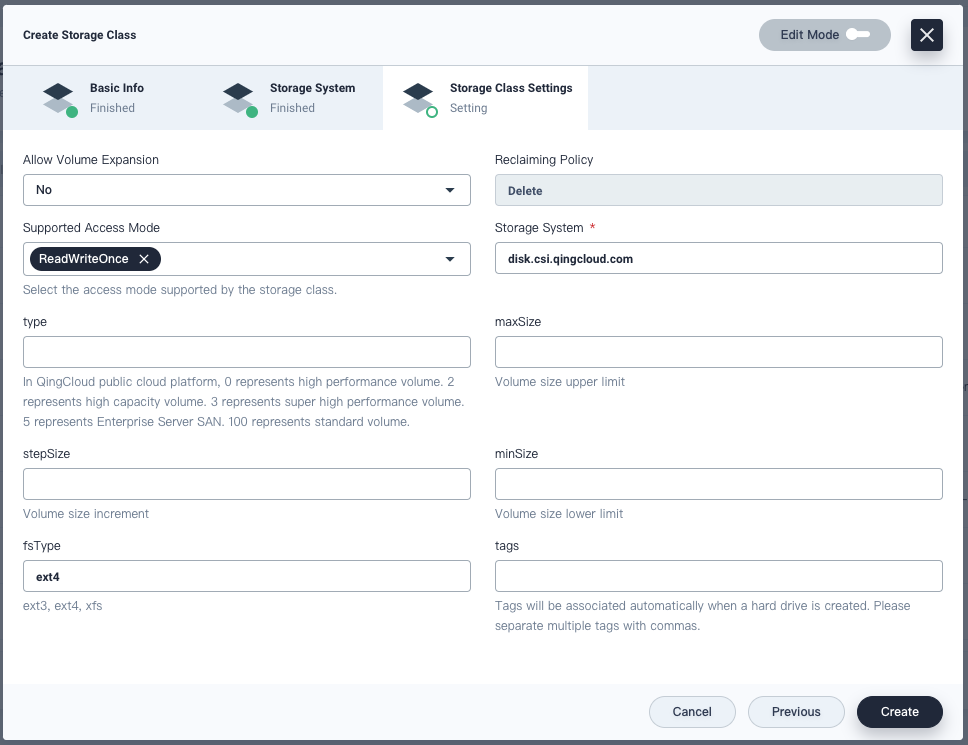 Create Storage Class
Edit Mode
Basic Info
Finished
Storage System
Finished
Storage Class Settings
Setting
Allow Volume Expansion
No
Reclaiming Policy
Delete
Supported Access Mode
ReadWriteOnce
Select the access mode supported by the storage class.
Storage System *
disk.csi.qingcloud.com
type
In QingCloud public cloud platform, 0 represents high performance volume. 2
represents high capacity volume. 3 represents super high performance volume.
5 represents Enterprise Server SAN. 100 represents standard volume.
maxSize
Volume size upper limit
stepSize
Volume size increment
minSize
Volume size lower limit
fsType
ext4
ext3, ext4, xfs
tags
Tags will be associated automatically when a hard drive is created. Please
separate multiple tags with commas.
Cancel
Previous
Create